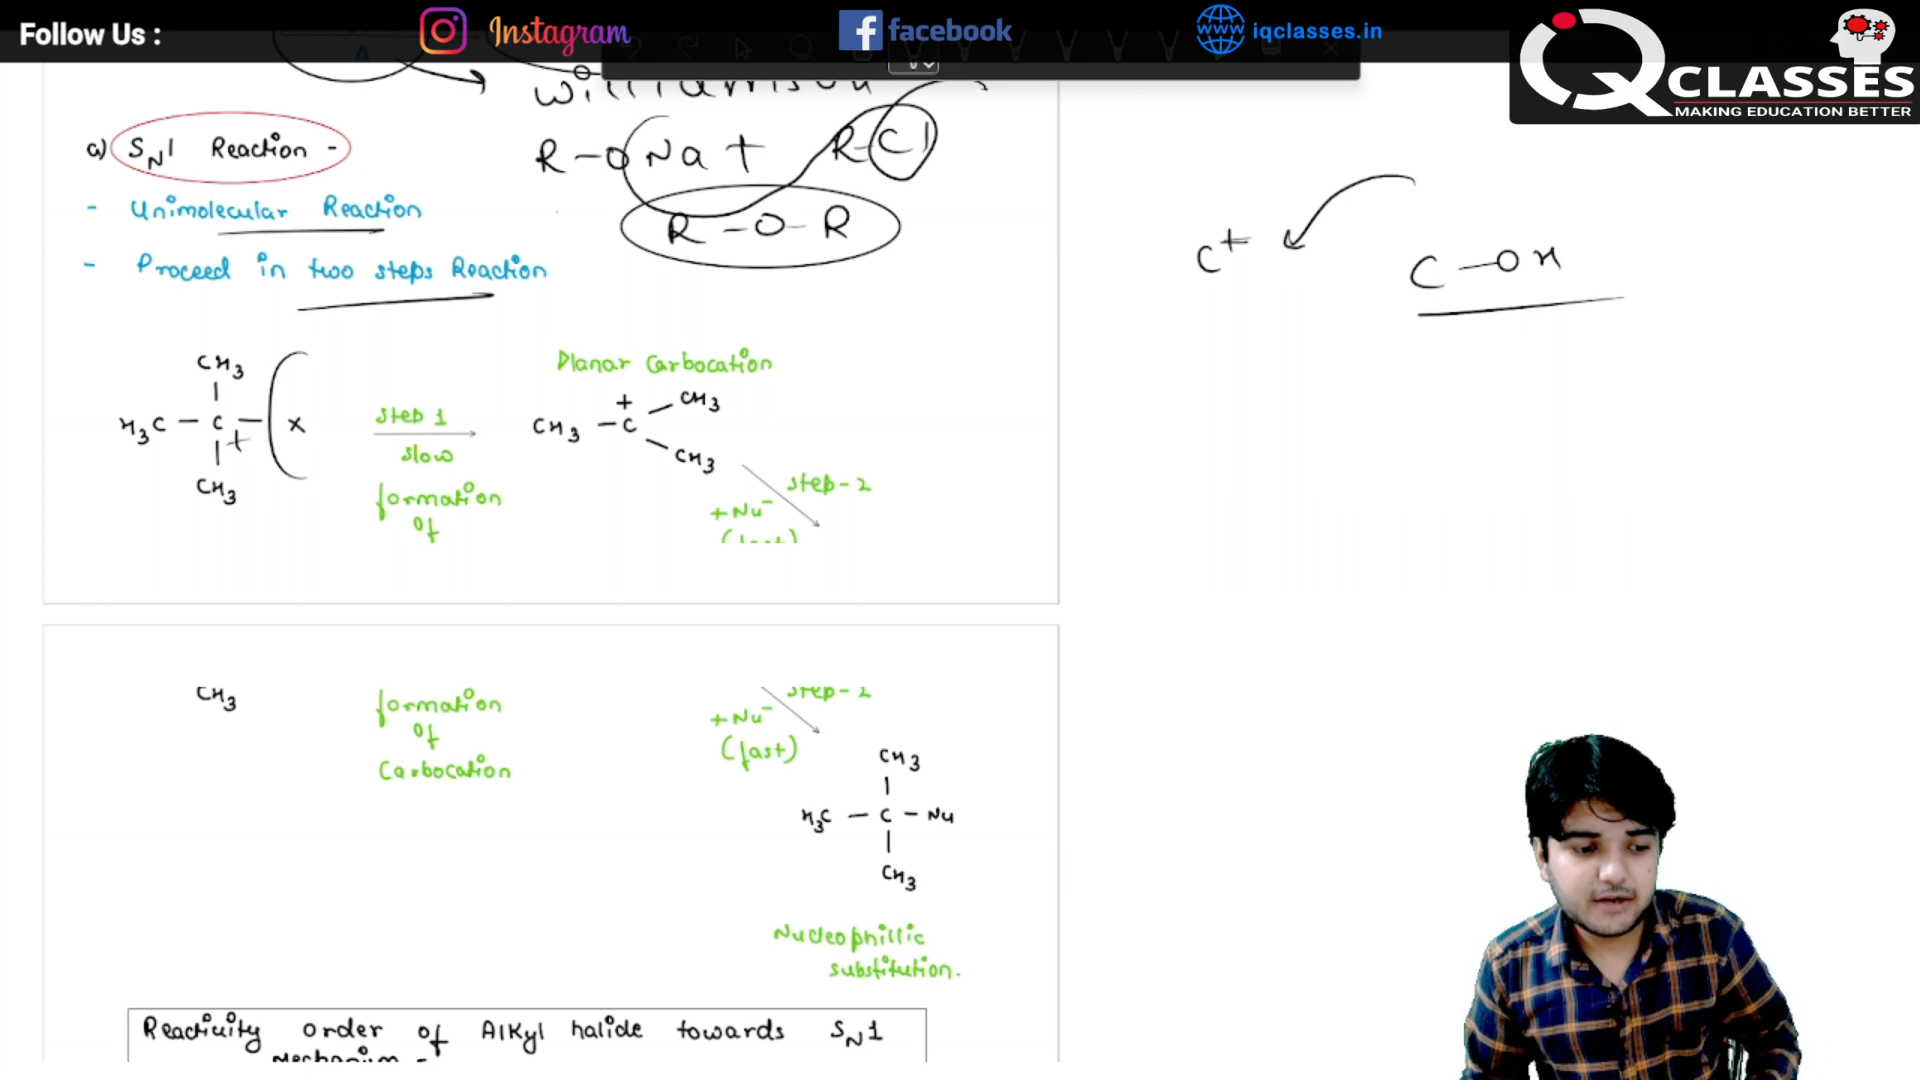 Follow Us :
Instagram
facebook
iqclasses.in
IQ CLASSES
MAKING EDUCATION BETTER
a) SN1 Reaction -
R-ONa + R-Cl
- Unimolecular Reaction
R-O-R
- Proceed in two steps Reaction
C+
C-OH
CH3
H3C - C - X
+
CH3
Step 1
slow
formation
of
Planar Carbocation
+
CH3 - C
CH3
CH3
Step-2
+Nu-
CH3
formation
of
Carbocation
Step-2
+Nu-
(fast)
CH3
H3C - C - Nu
CH3
Nucleophillic
substitution.
Reactivity order of Alkyl halide towards SN1
Mechanism -